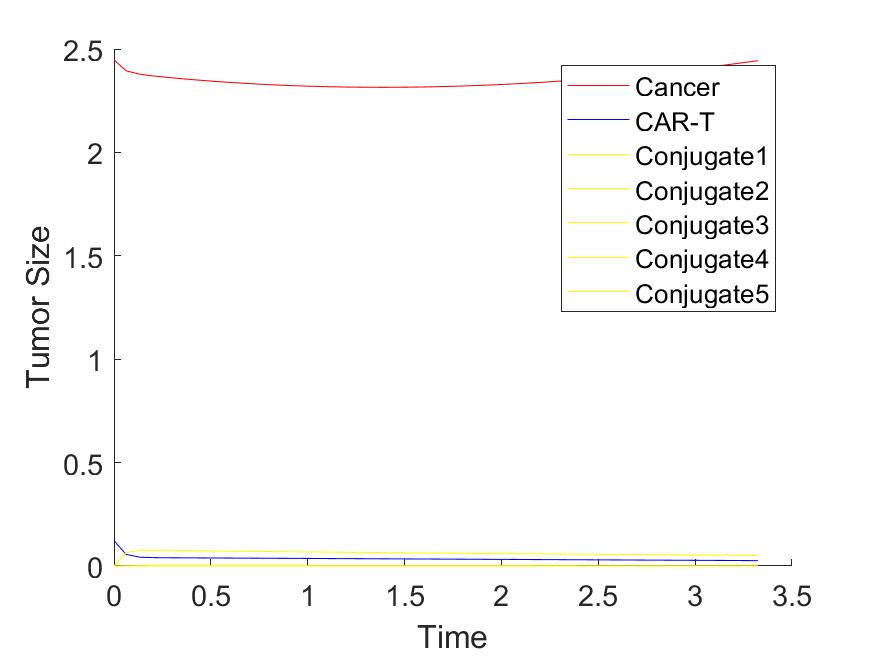 2.5
2
1.5
1
0.5
0
Tumor Size
Cancer
CAR-T
Conjugate1
Conjugate2
Conjugate3
Conjugate4
Conjugate5
0 0.5 1 1.5 2 2.5 3 3.5
Time